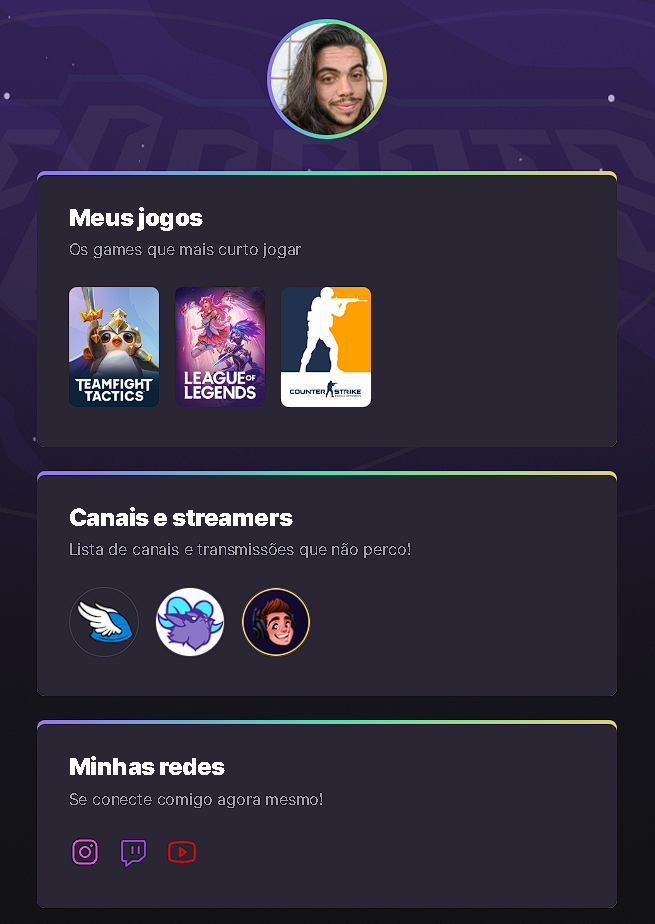 ESPORTS
Meus jogos
Os games que mais curto jogar
TEAMFIGHT
TACTICS
LEAGUE OF
LEGENDS
COUNTER STRIKE
Canais e streamers
Lista de canais e transmissões que não perco!
Minhas redes
Se conecte comigo agora mesmo!